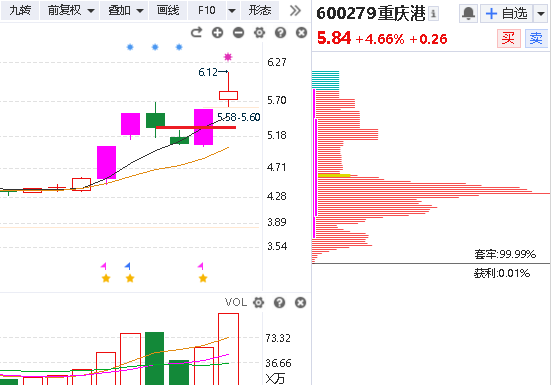 九转 前复权 叠加 画线 F10 形态
600279重庆港
自选
5.84 +4.66% +0.26
买 卖
6.27
6.12
5.70
5.58-5.60
5.18
4.71
4.28
3.89
3.54
套牢:99.99%
获利:0.01%
VOL
73.32
36.66
X万